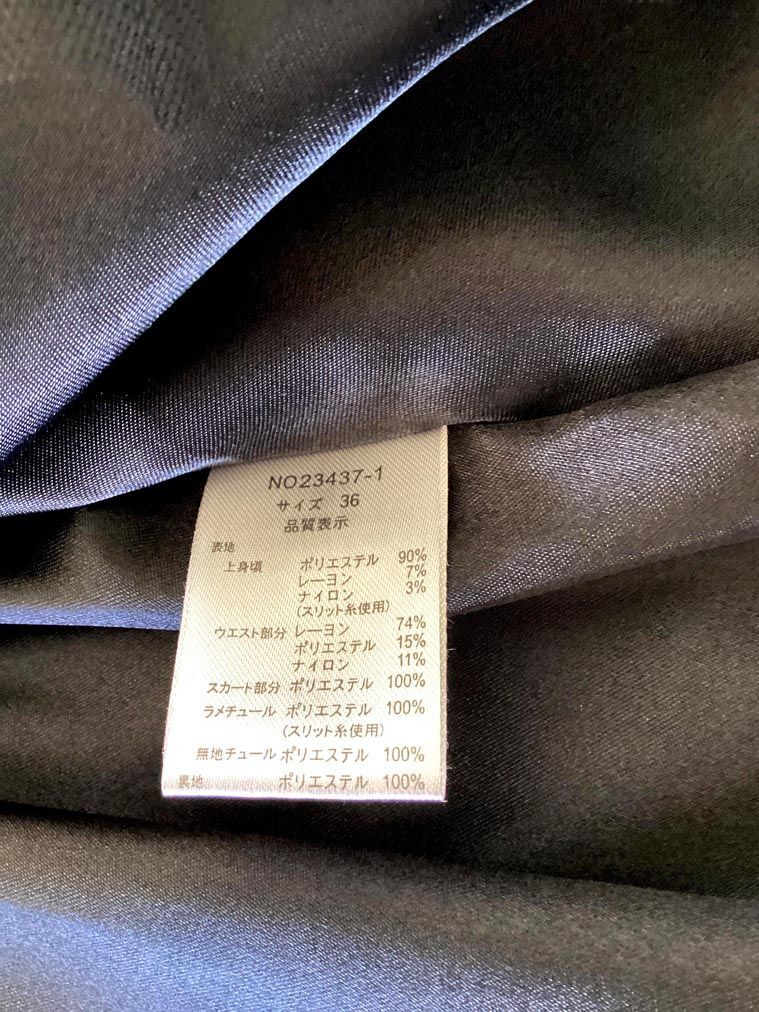 NO23437-1
サイズ 36
品質表示
表地
上身頃 ポリエステル 90%
レーヨン 7%
ナイロン 3%
(スリット糸使用)
ウエスト部分 レーヨン 74%
ポリエステル 15%
ナイロン 11%
スカート部分 ポリエステル 100%
ラメチュール ポリエステル 100%
(スリット糸使用)
無地チュール ポリエステル 100%
裏地 ポリエステル 100%